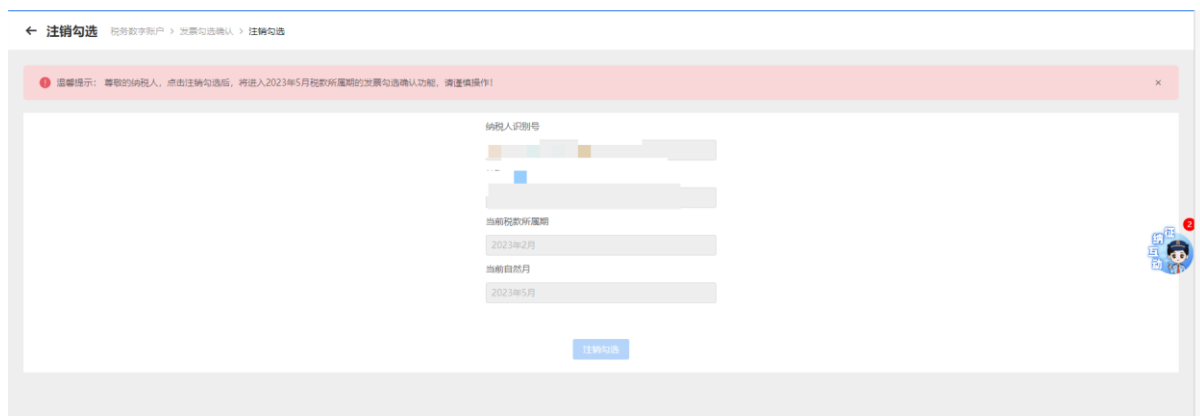 注销勾选 税务数字账户 > 发票勾选确认 > 注销勾选
温馨提示： 尊敬的纳税人，点击注销勾选后，将进入2023年5月税款所属期的发票勾选确认功能，请谨慎操作！
纳税人识别号
当前税款所属期
2023年2月
当前自然月
2023年5月
注销勾选
2
征纳互动